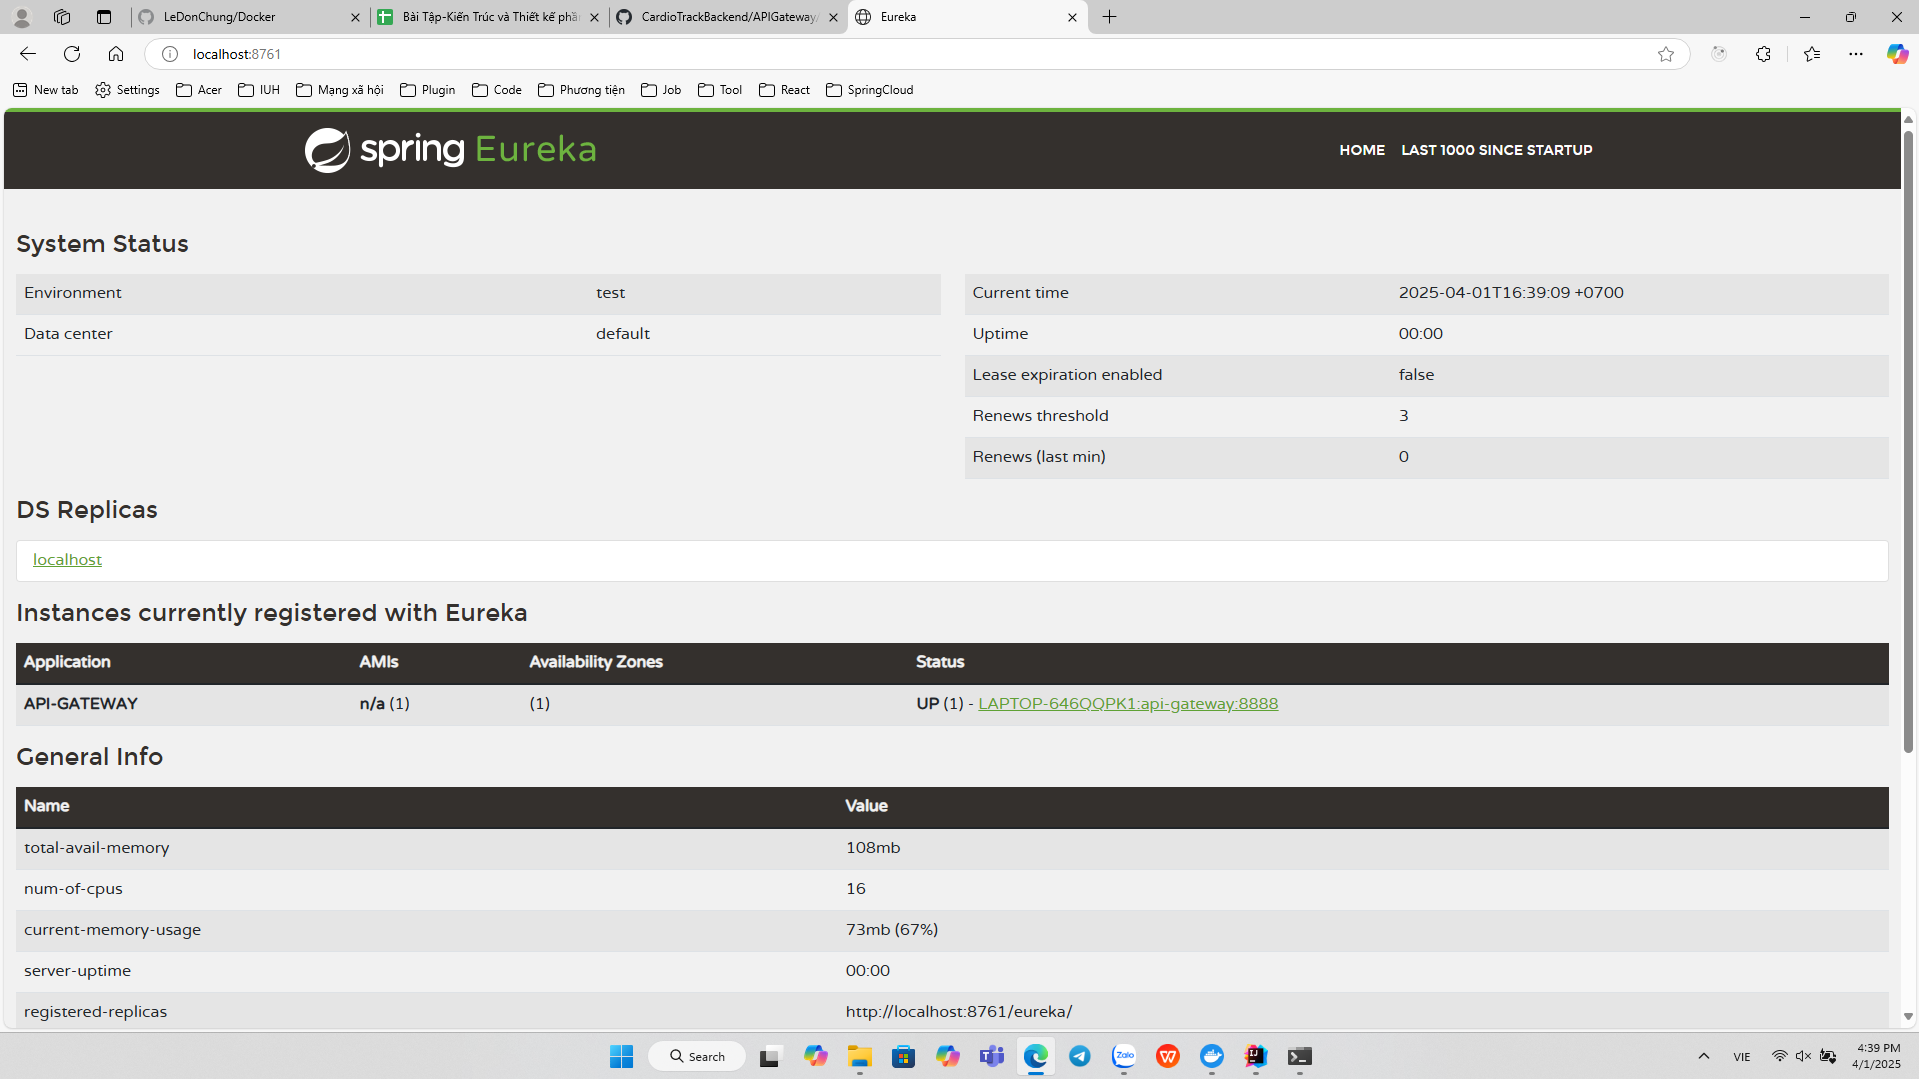 LeDonChung/Docker
Bài Tập-Kiến Trúc và Thiết kế phần
CardioTrackBackend/APIGateway/
Eureka
localhost:8761
New tab
Settings
Acer
IUH
Mạng xã hội
Plugin
Code
Phương tiện
Job
Tool
React
SpringCloud
spring Eureka
HOME
LAST 1000 SINCE STARTUP
System Status
Environment test
Data center default
Current time 2025-04-01T16:39:09 +0700
Uptime 00:00
Lease expiration enabled false
Renews threshold 3
Renews (last min) 0
DS Replicas
localhost
Instances currently registered with Eureka
Application AMIs Availability Zones Status
API-GATEWAY n/a (1) (1) UP (1) - LAPTOP-646QQPK1:api-gateway:8888
General Info
Name Value
total-avail-memory 108mb
num-of-cpus 16
current-memory-usage 73mb (67%)
server-uptime 00:00
registered-replicas http://localhost:8761/eureka/
Search
Zalo
VIE
4:39 PM
4/1/2025